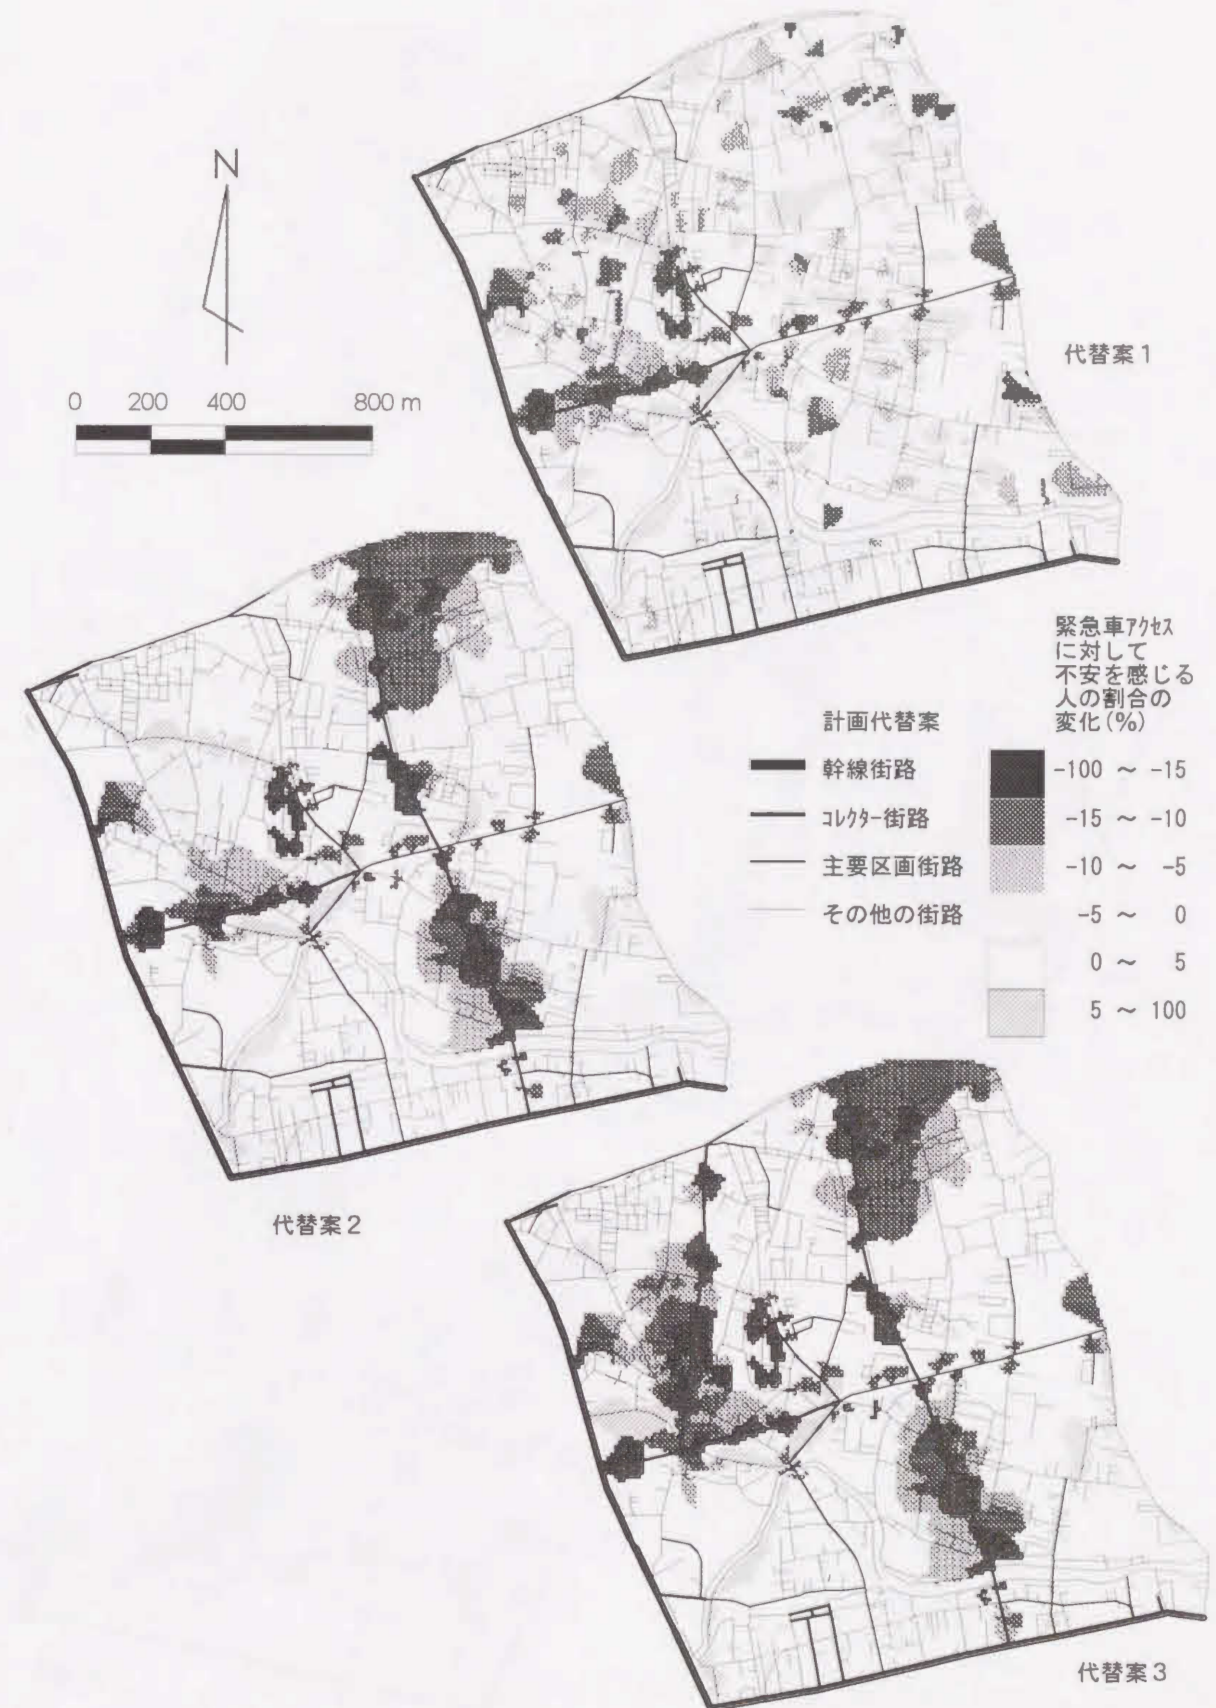 N
0 200 400 800 m
代替案1
緊急車アクセス
に対して
不安を感じる
人の割合の
変化(%)
計画代替案
幹線街路
コレクター街路
主要区画街路
その他の街路
-100 ~ -15
-15 ~ -10
-10 ~ -5
-5 ~ 0
0 ~ 5
5 ~ 100
代替案2
代替案3